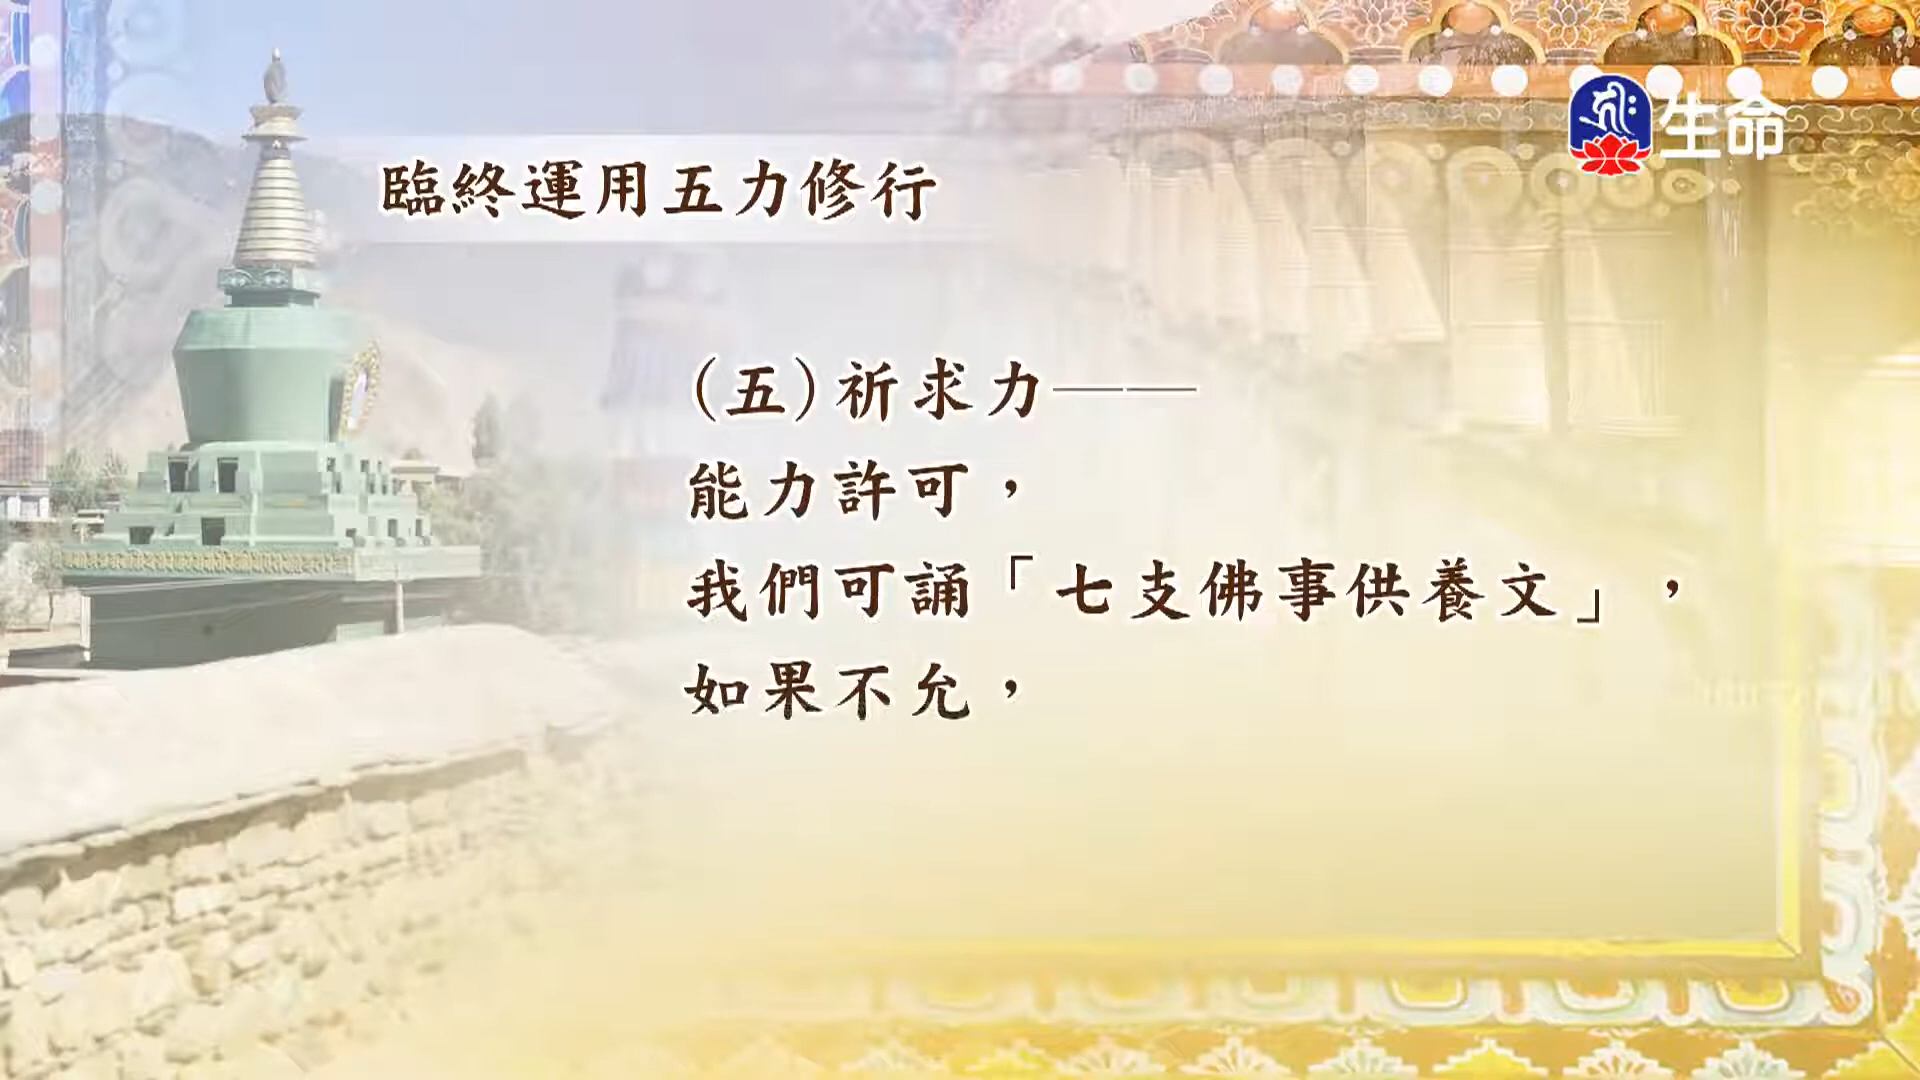 生命
臨終運用五力修行
(五)祈求力——
能力許可，
我們可誦「七支佛事供養文」，
如果不允，